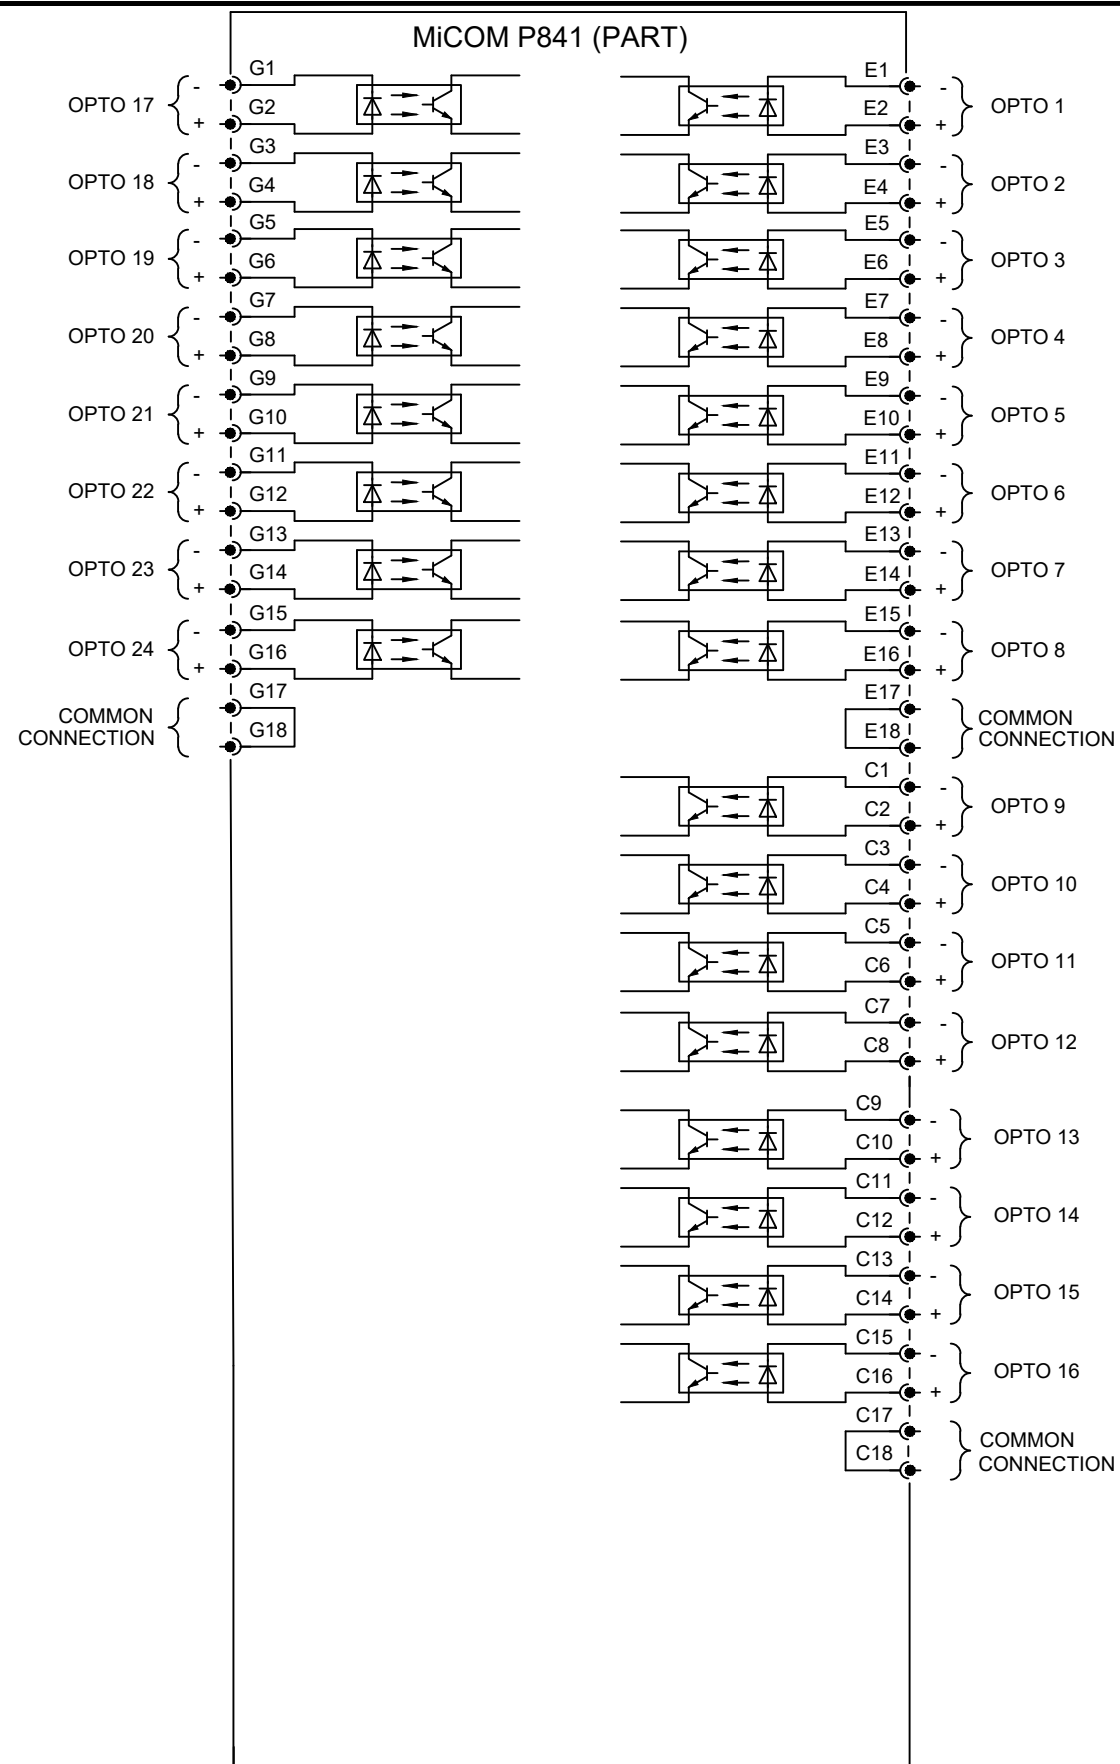 MiCOM P841 (PART)
OPTO 17
-
+
G1
G2
OPTO 18
-
+
G3
G4
OPTO 19
-
+
G5
G6
OPTO 20
-
+
G7
G8
OPTO 21
-
+
G9
G10
OPTO 22
-
+
G11
G12
OPTO 23
-
+
G13
G14
OPTO 24
-
+
G15
G16
COMMON
CONNECTION
G17
G18
E1
E2
-
+
OPTO 1
E3
E4
-
+
OPTO 2
E5
E6
-
+
OPTO 3
E7
E8
-
+
OPTO 4
E9
E10
-
+
OPTO 5
E11
E12
-
+
OPTO 6
E13
E14
-
+
OPTO 7
E15
E16
-
+
OPTO 8
E17
E18
COMMON
CONNECTION
C1
C2
-
+
OPTO 9
C3
C4
-
+
OPTO 10
C5
C6
-
+
OPTO 11
C7
C8
-
+
OPTO 12
C9
C10
-
+
OPTO 13
C11
C12
-
+
OPTO 14
C13
C14
-
+
OPTO 15
C15
C16
-
+
OPTO 16
C17
C18
COMMON
CONNECTION